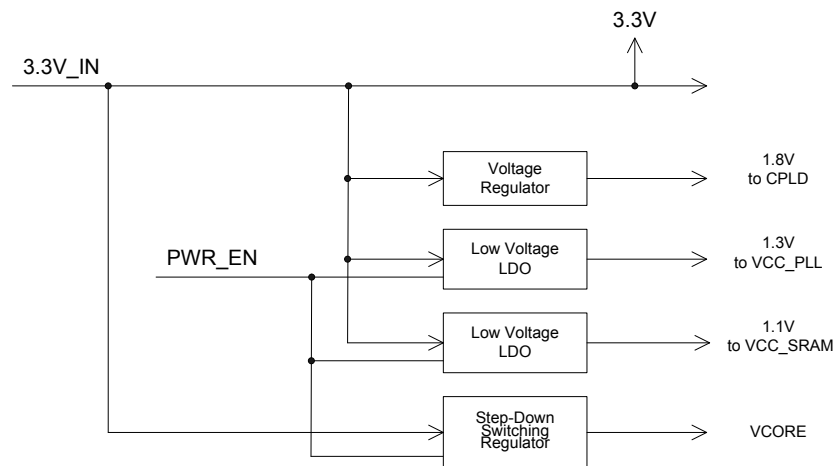 3.3V
3.3V_IN
Voltage
Regulator
1.8V
to CPLD
PWR_EN
Low Voltage
LDO
1.3V
to VCC_PLL
Low Voltage
LDO
1.1V
to VCC_SRAM
Step-Down
Switching
Regulator
VCORE